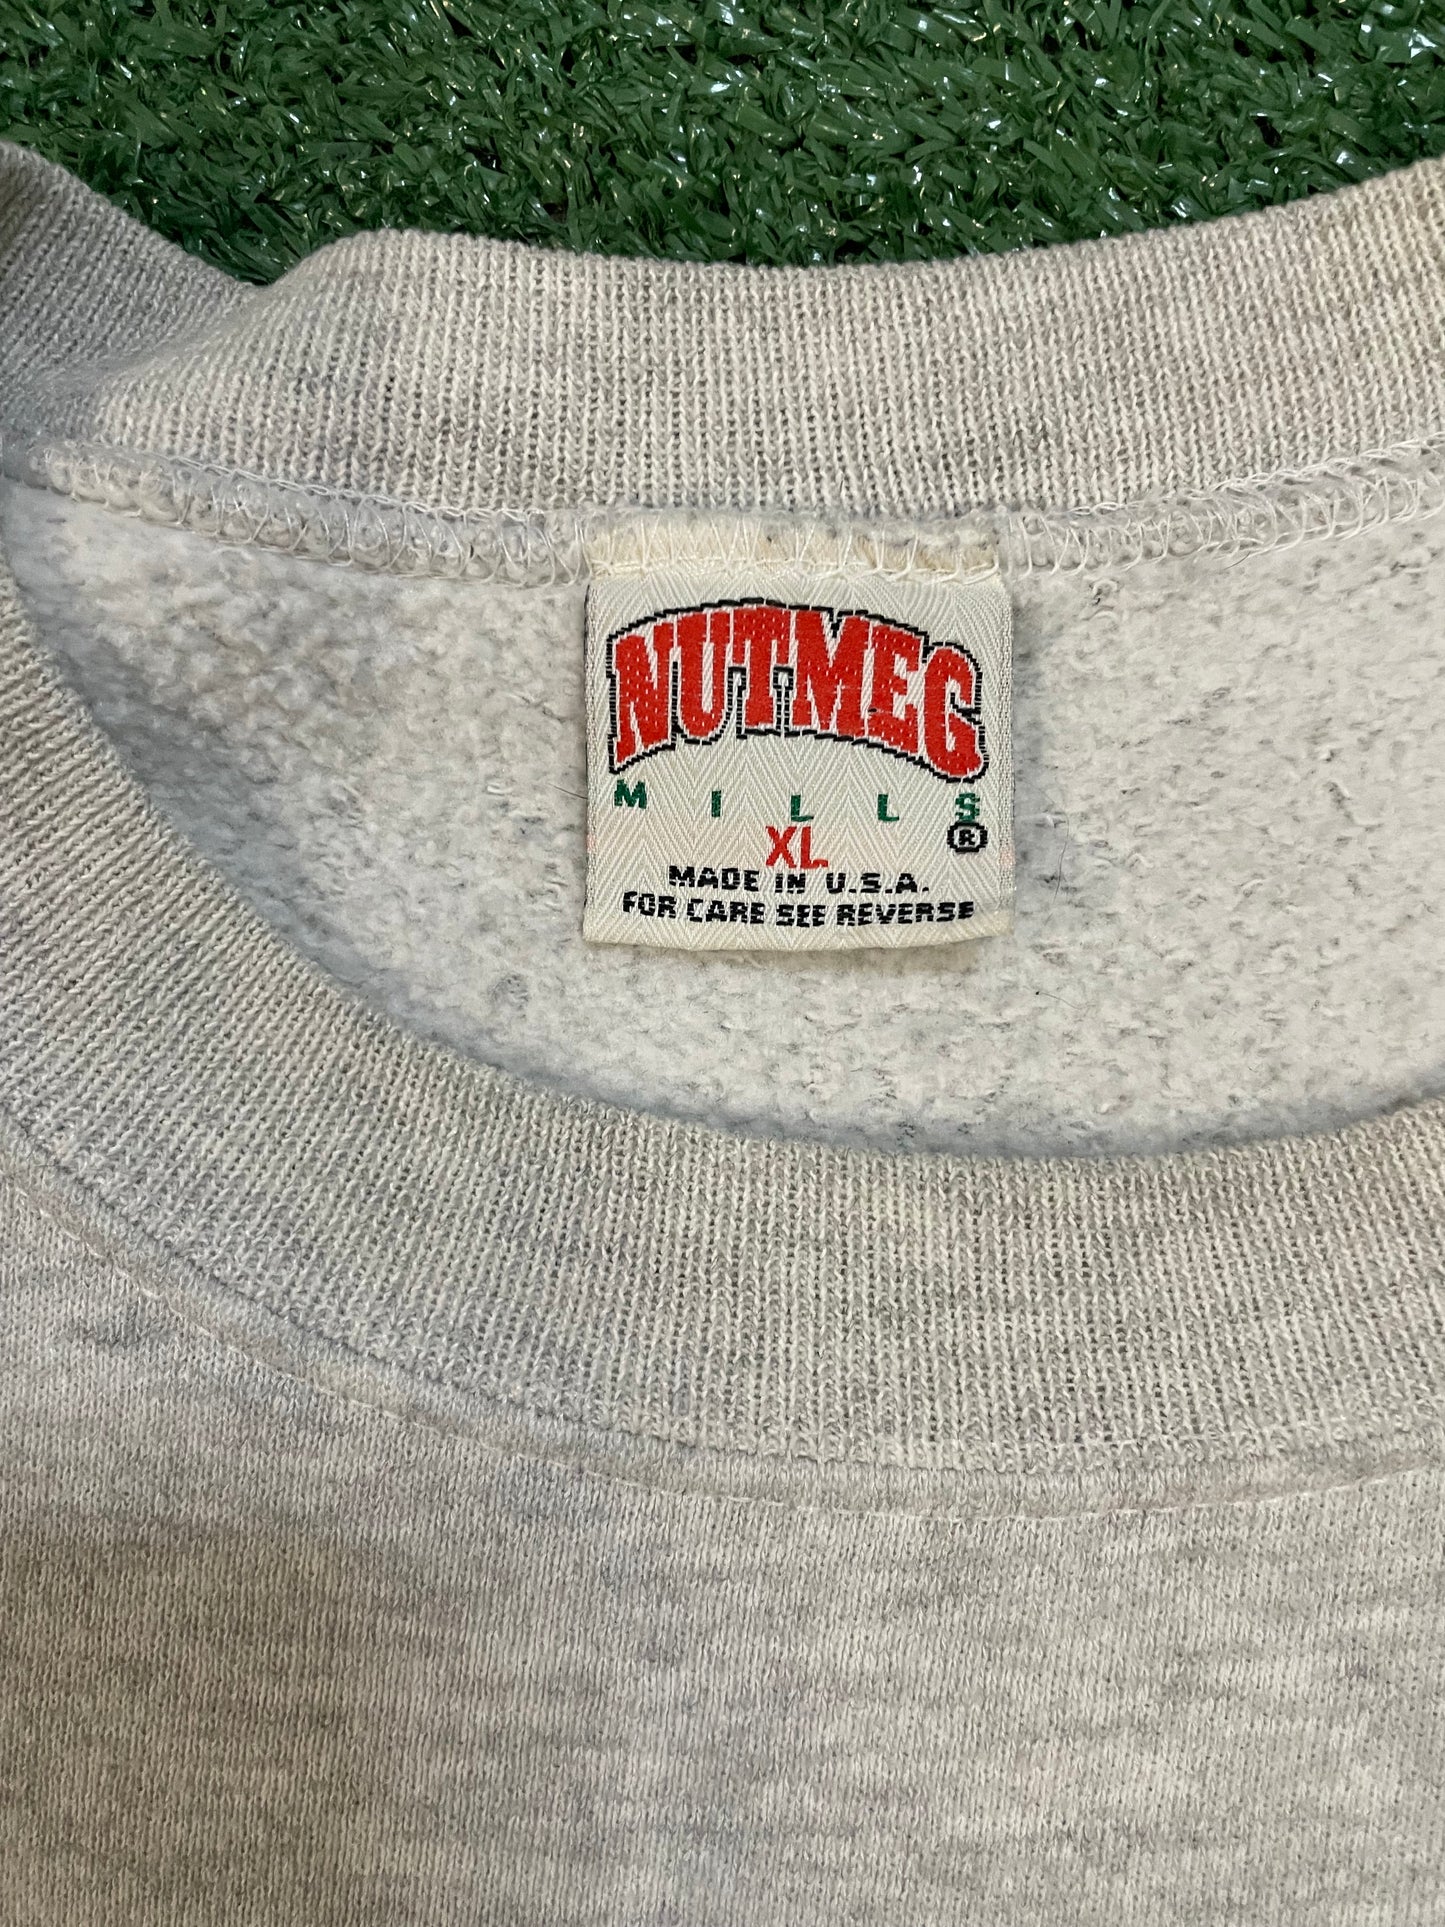 NUTMEG
MILLS
®
XL
MADE IN U.S.A.
FOR CARE SEE REVERSE